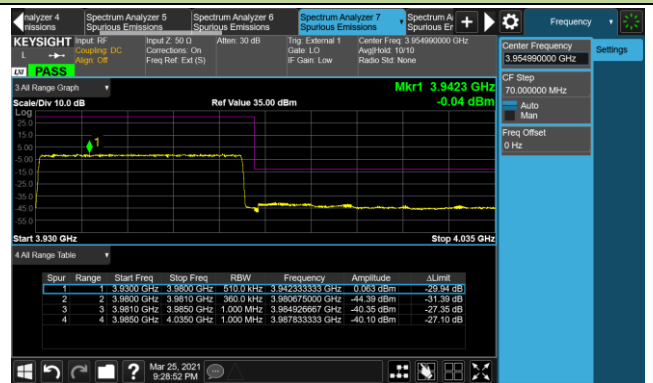 nalyzer 4
nissions
Spectrum Analyzer 5
Spurious Emissions
Spectrum Analyzer 6
Spurious Emissions
Spectrum Analyzer 7
Spurious Emissions
Spectrum A
Spurious Er
Frequency
KEYSIGHT
L
LXI PASS
Input: RF
Coupling: DC
Align: Off
Input Z: 50 Ω
Corrections: On
Freq Ref: Ext (S)
Atten: 30 dB
Trig: External 1
Gate: LO
IF Gain: Low
Center Freq: 3.954990000 GHz
Avg|Hold: 10/10
Radio Std: None
Center Frequency
3.954990000 GHz
Settings
CF Step
70.000000 MHz
Auto
Man
Freq Offset
0 Hz
3 All Range Graph
Mkr1 3.9423 GHz
Scale/Div 10.0 dB
Ref Value 35.00 dBm
-0.04 dBm
Log
25.0
15.0
5.00
-5.00
-15.0
-25.0
-35.0
-45.0
-55.0
1
Start 3.930 GHz
Stop 4.035 GHz
4 All Range Table
Spur Range Start Freq Stop Freq RBW Frequency Amplitude ΔLimit
1 1 3.9300 GHz 3.9800 GHz 510.0 kHz 3.942333333 GHz 0.063 dBm -29.94 dB
2 2 3.9800 GHz 3.9810 GHz 360.0 kHz 3.980675000 GHz -44.39 dBm -31.39 dB
3 3 3.9810 GHz 3.9850 GHz 1.000 MHz 3.984926667 GHz -40.35 dBm -27.35 dB
4 4 3.9850 GHz 4.0350 GHz 1.000 MHz 3.987833333 GHz -40.10 dBm -27.10 dB
Mar 25, 2021
9:28:52 PM